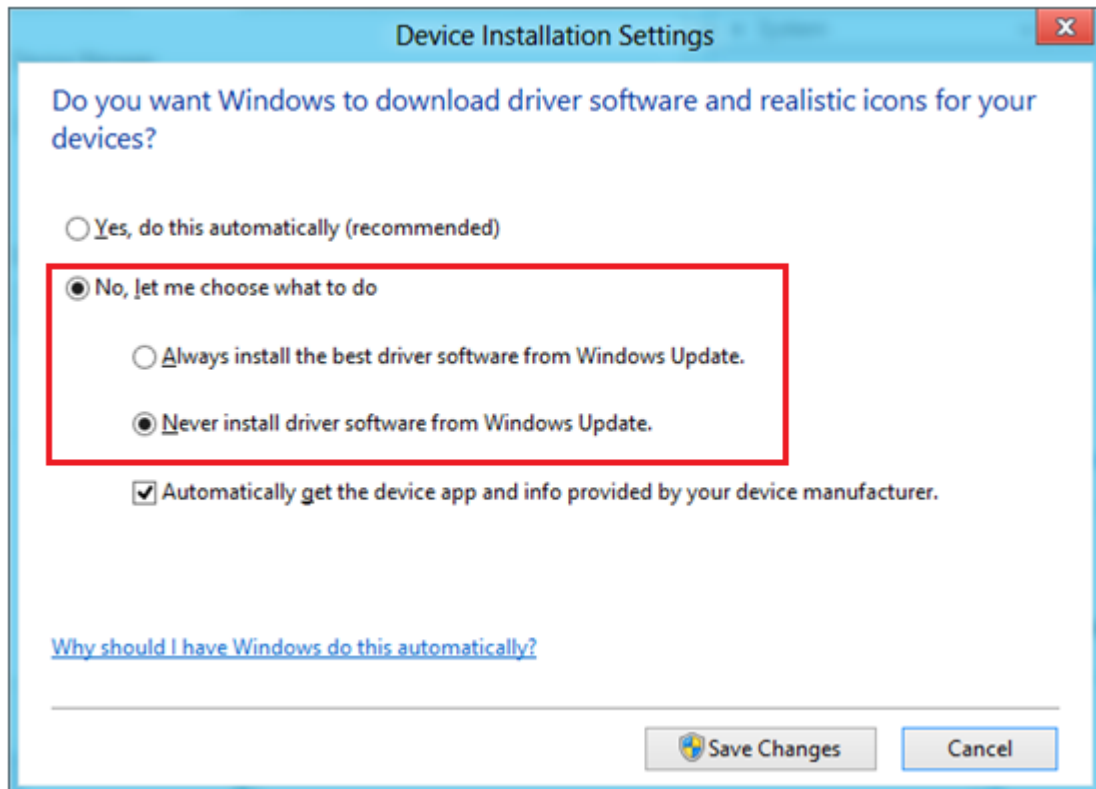 Device Installation Settings
Do you want Windows to download driver software and realistic icons for your
devices?
Yes, do this automatically (recommended)
No, let me choose what to do
Always install the best driver software from Windows Update.
Never install driver software from Windows Update.
Automatically get the device app and info provided by your device manufacturer.
Why should I have Windows do this automatically?
Save Changes
Cancel